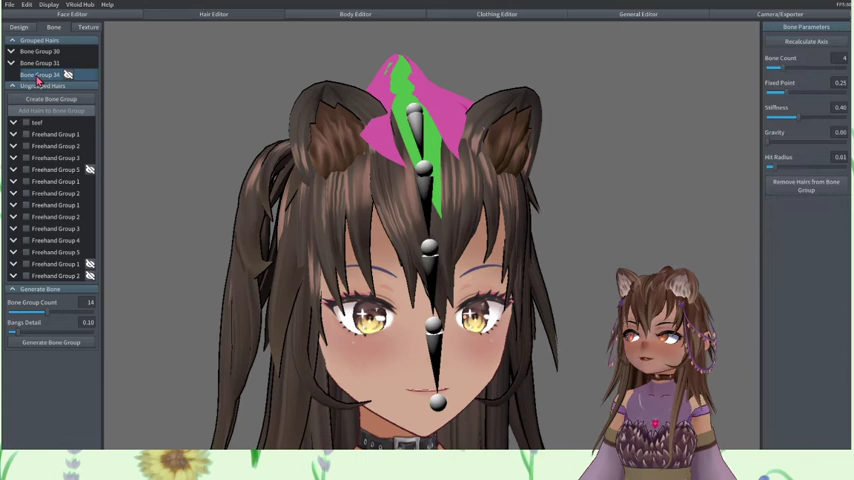 File Edit Display VRoid Hub Help
FPS:60
Face Editor Hair Editor Body Editor Clothing Editor General Editor Camera/Exporter
Design Bone Texture
Grouped Hairs
Bone Group 30
Bone Group 31
Bone Group 34
Ungrouped Hairs
Create Bone Group
Add Hairs to Bone Group
teef
Freehand Group 1
Freehand Group 2
Freehand Group 3
Freehand Group 5
Freehand Group 1
Freehand Group 2
Freehand Group 1
Freehand Group 2
Freehand Group 3
Freehand Group 4
Freehand Group 5
Freehand Group 1
Freehand Group 2
Generate Bone
Bone Group Count 14
Bangs Detail 0.10
Generate Bone Group
Bone Parameters
Recalculate Axis
Bone Count 4
Fixed Point 0.25
Stiffness 0.40
Gravity 0.00
Hit Radius 0.01
Remove Hairs from Bone
Group